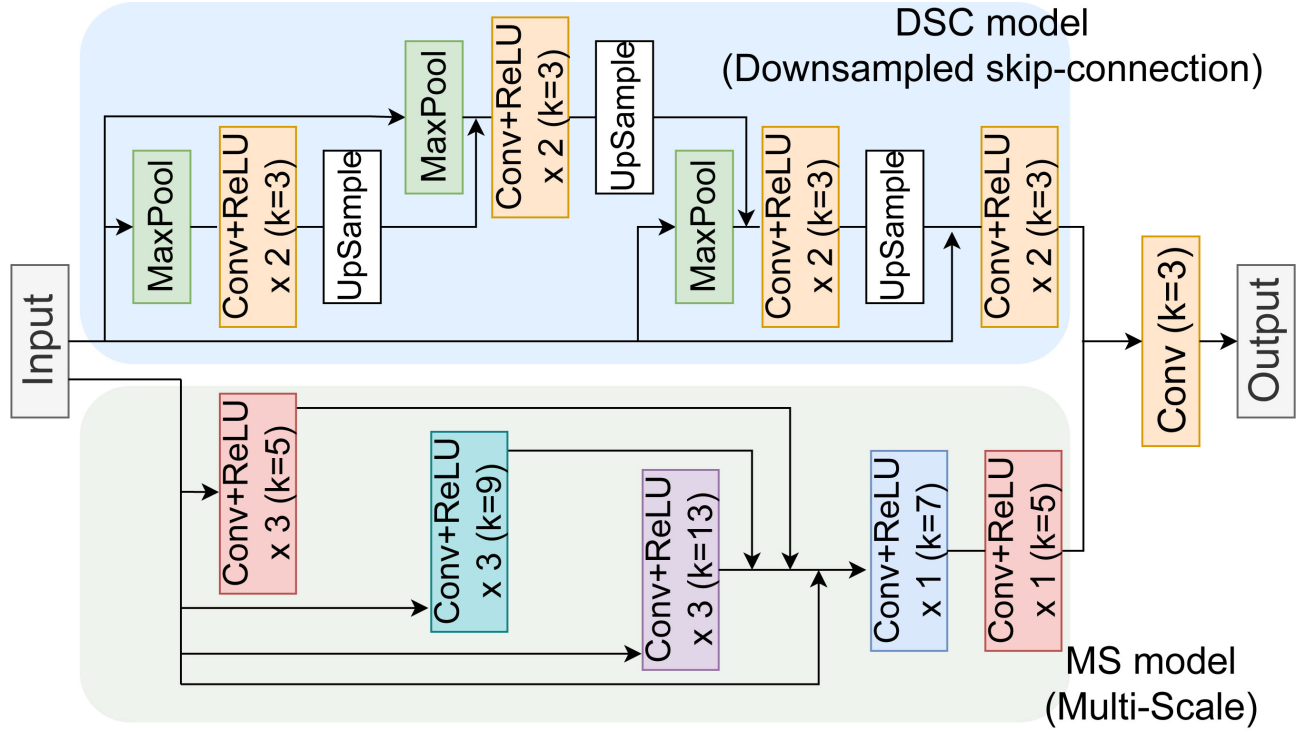 DSC model
(Downsampled skip-connection)
Input
MaxPool
Conv+ReLU
x 2 (k=3)
UpSample
MaxPool
Conv+ReLU
x 2 (k=3)
UpSample
MaxPool
Conv+ReLU
x 2 (k=3)
UpSample
Conv+ReLU
x 2 (k=3)
Conv+ReLU
x 3 (k=5)
Conv+ReLU
x 3 (k=9)
Conv+ReLU
x 3 (k=13)
Conv+ReLU
x 1 (k=7)
Conv+ReLU
x 1 (k=5)
MS model
(Multi-Scale)
Conv (k=3)
Output